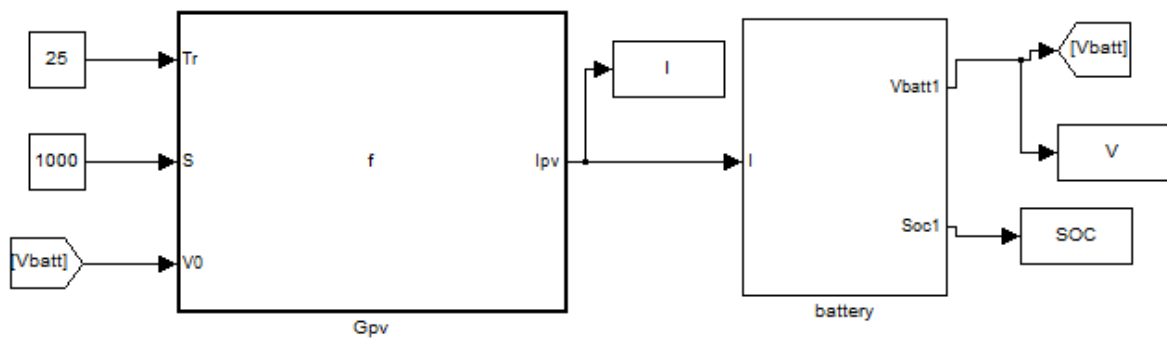 25
1000
[Vbatt]
Tr
S
V0
f
Ipv
Gpv
I
I
Vbatt1
Soc1
battery
[Vbatt]
V
SOC